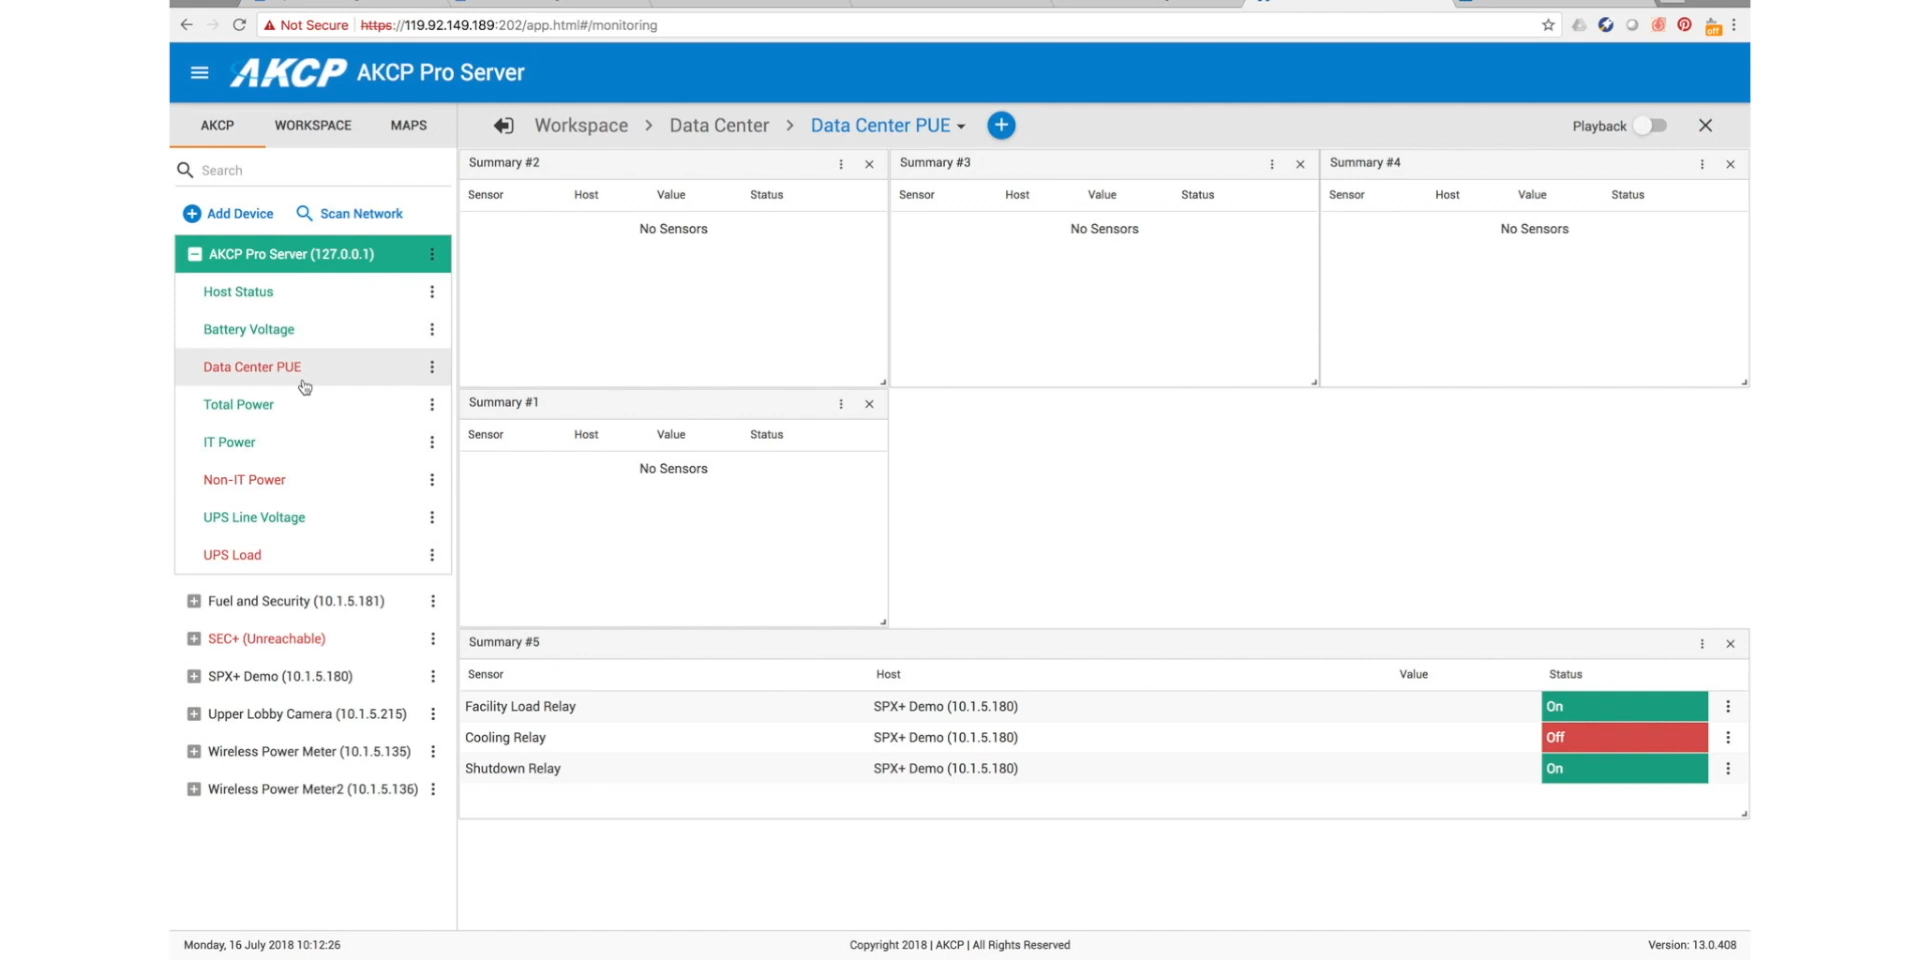 Not Secure https://119.92.149.189:202/app.html#/monitoring
off
AKCP AKCP Pro Server
AKCP WORKSPACE MAPS
Workspace > Data Center > Data Center PUE
Playback
Search
Add Device Scan Network
AKCP Pro Server (127.0.0.1)
Host Status
Battery Voltage
Data Center PUE
Total Power
IT Power
Non-IT Power
UPS Line Voltage
UPS Load
Fuel and Security (10.1.5.181)
SEC+ (Unreachable)
SPX+ Demo (10.1.5.180)
Upper Lobby Camera (10.1.5.215)
Wireless Power Meter (10.1.5.135)
Wireless Power Meter2 (10.1.5.136)
Summary #2
Sensor Host Value Status
No Sensors
Summary #3
Sensor Host Value Status
No Sensors
Summary #4
Sensor Host Value Status
No Sensors
Summary #1
Sensor Host Value Status
No Sensors
Summary #5
Sensor Host Value Status
Facility Load Relay SPX+ Demo (10.1.5.180) On
Cooling Relay SPX+ Demo (10.1.5.180) Off
Shutdown Relay SPX+ Demo (10.1.5.180) On
Monday, 16 July 2018 10:12:26
Copyright 2018 | AKCP | All Rights Reserved
Version: 13.0.408